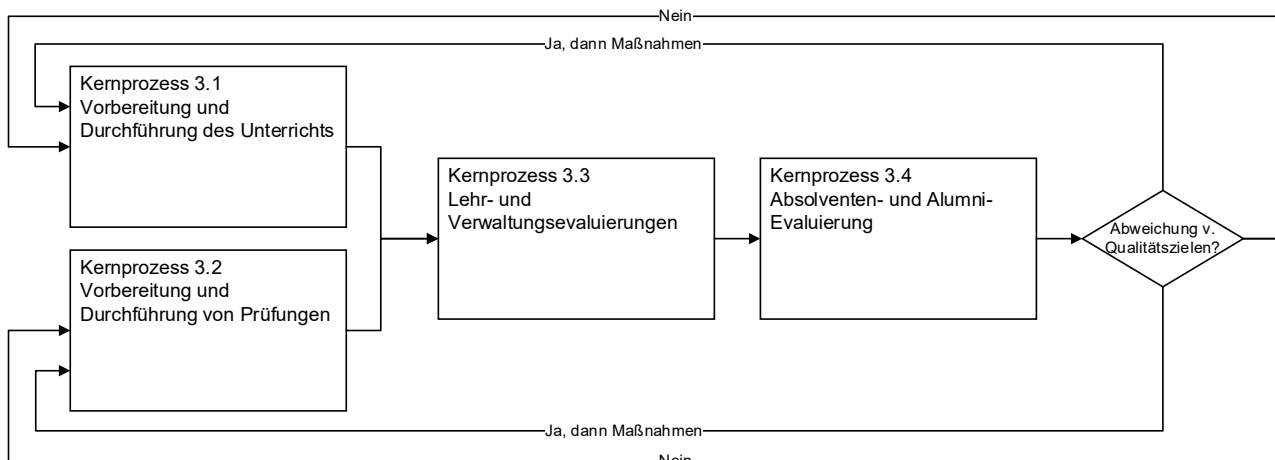 Nein
Ja, dann Maßnahmen
Kernprozess 3.1
Vorbereitung und
Durchführung des Unterrichts
Kernprozess 3.3
Lehr- und
Verwaltungsevaluierungen
Kernprozess 3.4
Absolventen- und Alumni-
Evaluierung
Abweichung v.
Qualitätszielen?
Kernprozess 3.2
Vorbereitung und
Durchführung von Prüfungen
Ja, dann Maßnahmen
Nein